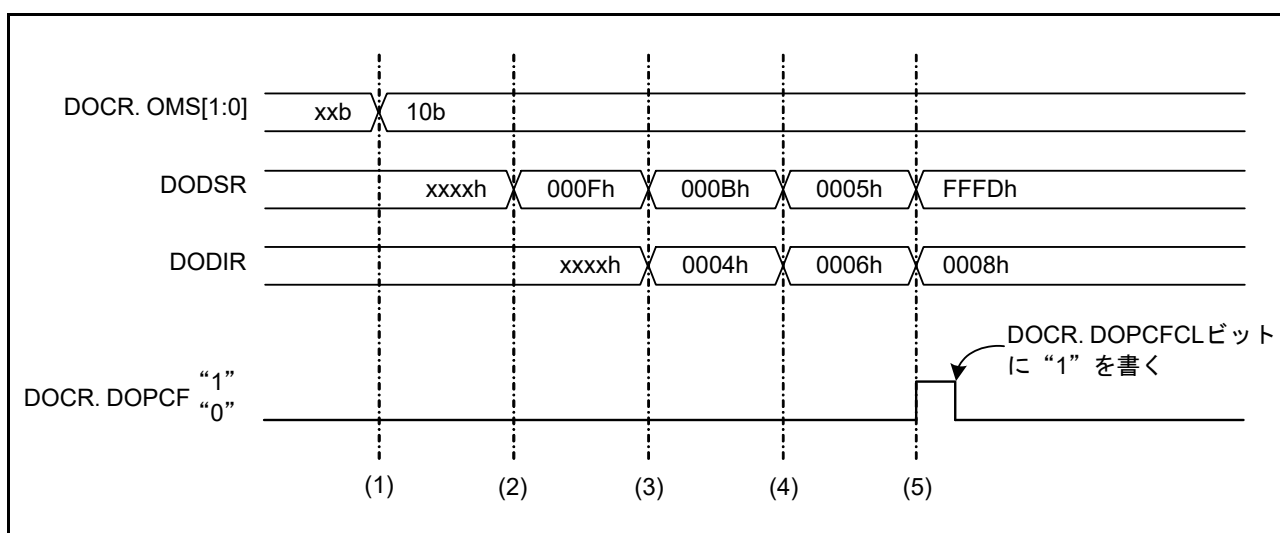 DOCR. OMS[1:0] xxb 10b
DODSR xxxxh 000Fh 000Bh 0005h FFFDh
DODIR xxxxh 0004h 0006h 0008h
DOCR. DOPCFCLビット
に“1”を書く
DOCR. DOPCF “1”
“0”
(1) (2) (3) (4) (5)